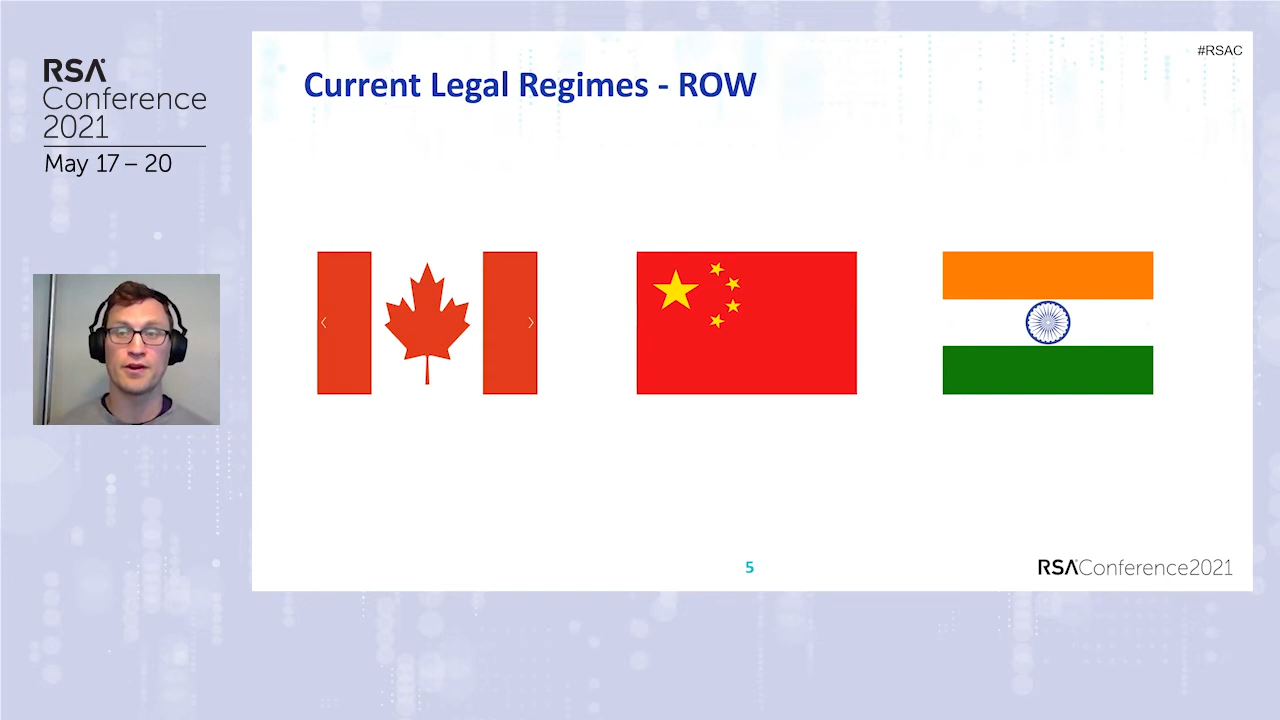 RSA
Conference
2021
May 17 – 20
#RSAC
Current Legal Regimes - ROW
5
RSAConference2021